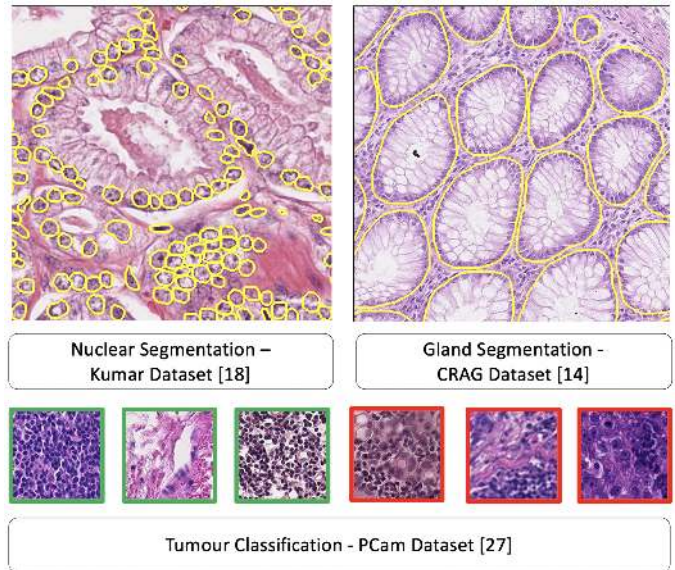 Nuclear Segmentation –
Kumar Dataset [18]
Gland Segmentation -
CRAG Dataset [14]
Tumour Classification - PCam Dataset [27]